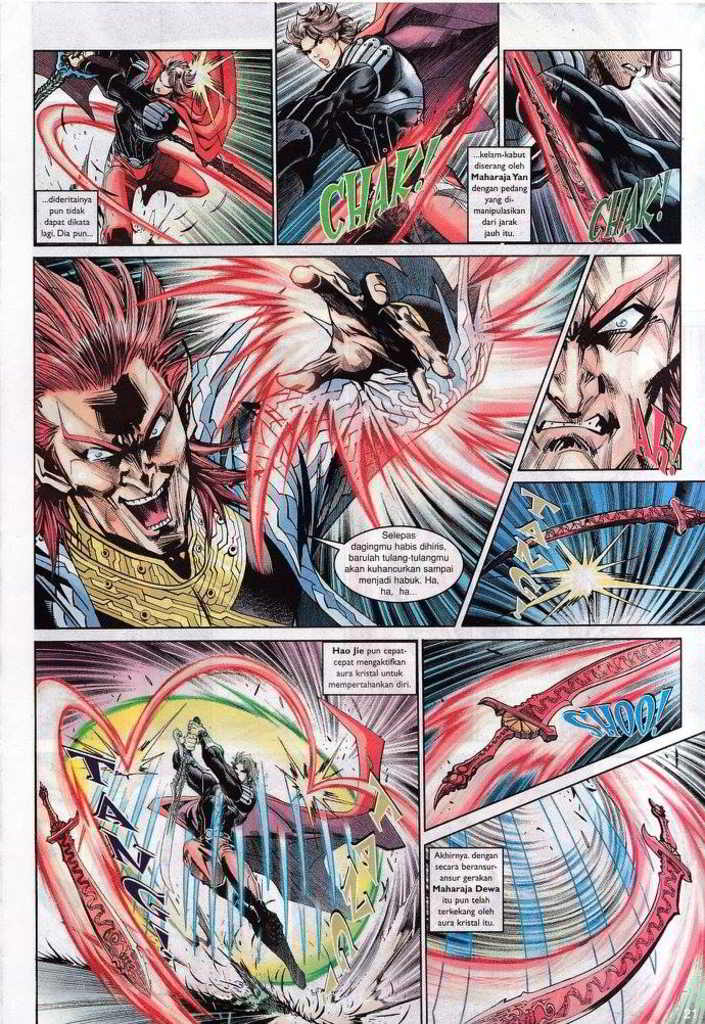 ...dideritainya
pun tidak
dapat dikata
lagi. Dia pun...
CHAK!
...kelam-kabut
diserang oleh
Maharaja Yan
dengan pedang
yang di-
manipulasikan
dari jarak
jauh itu.
CHAK!
Selepas
dagingmu habis dihiris,
barulah tulang-tulangmu
akan kuhancurkan sampai
menjadi habuk. Ha,
ha, ha...
Ah!
Hao Jie pun cepat-
cepat mengaktifkan
aura kristal untuk
mempertahankan diri.
TANG!
SHOO!
Akhirnya, dengan
secara beransur-
ansur gerakan
Maharaja Dewa
itu pun telah
terkekang oleh
aura kristal itu.
21